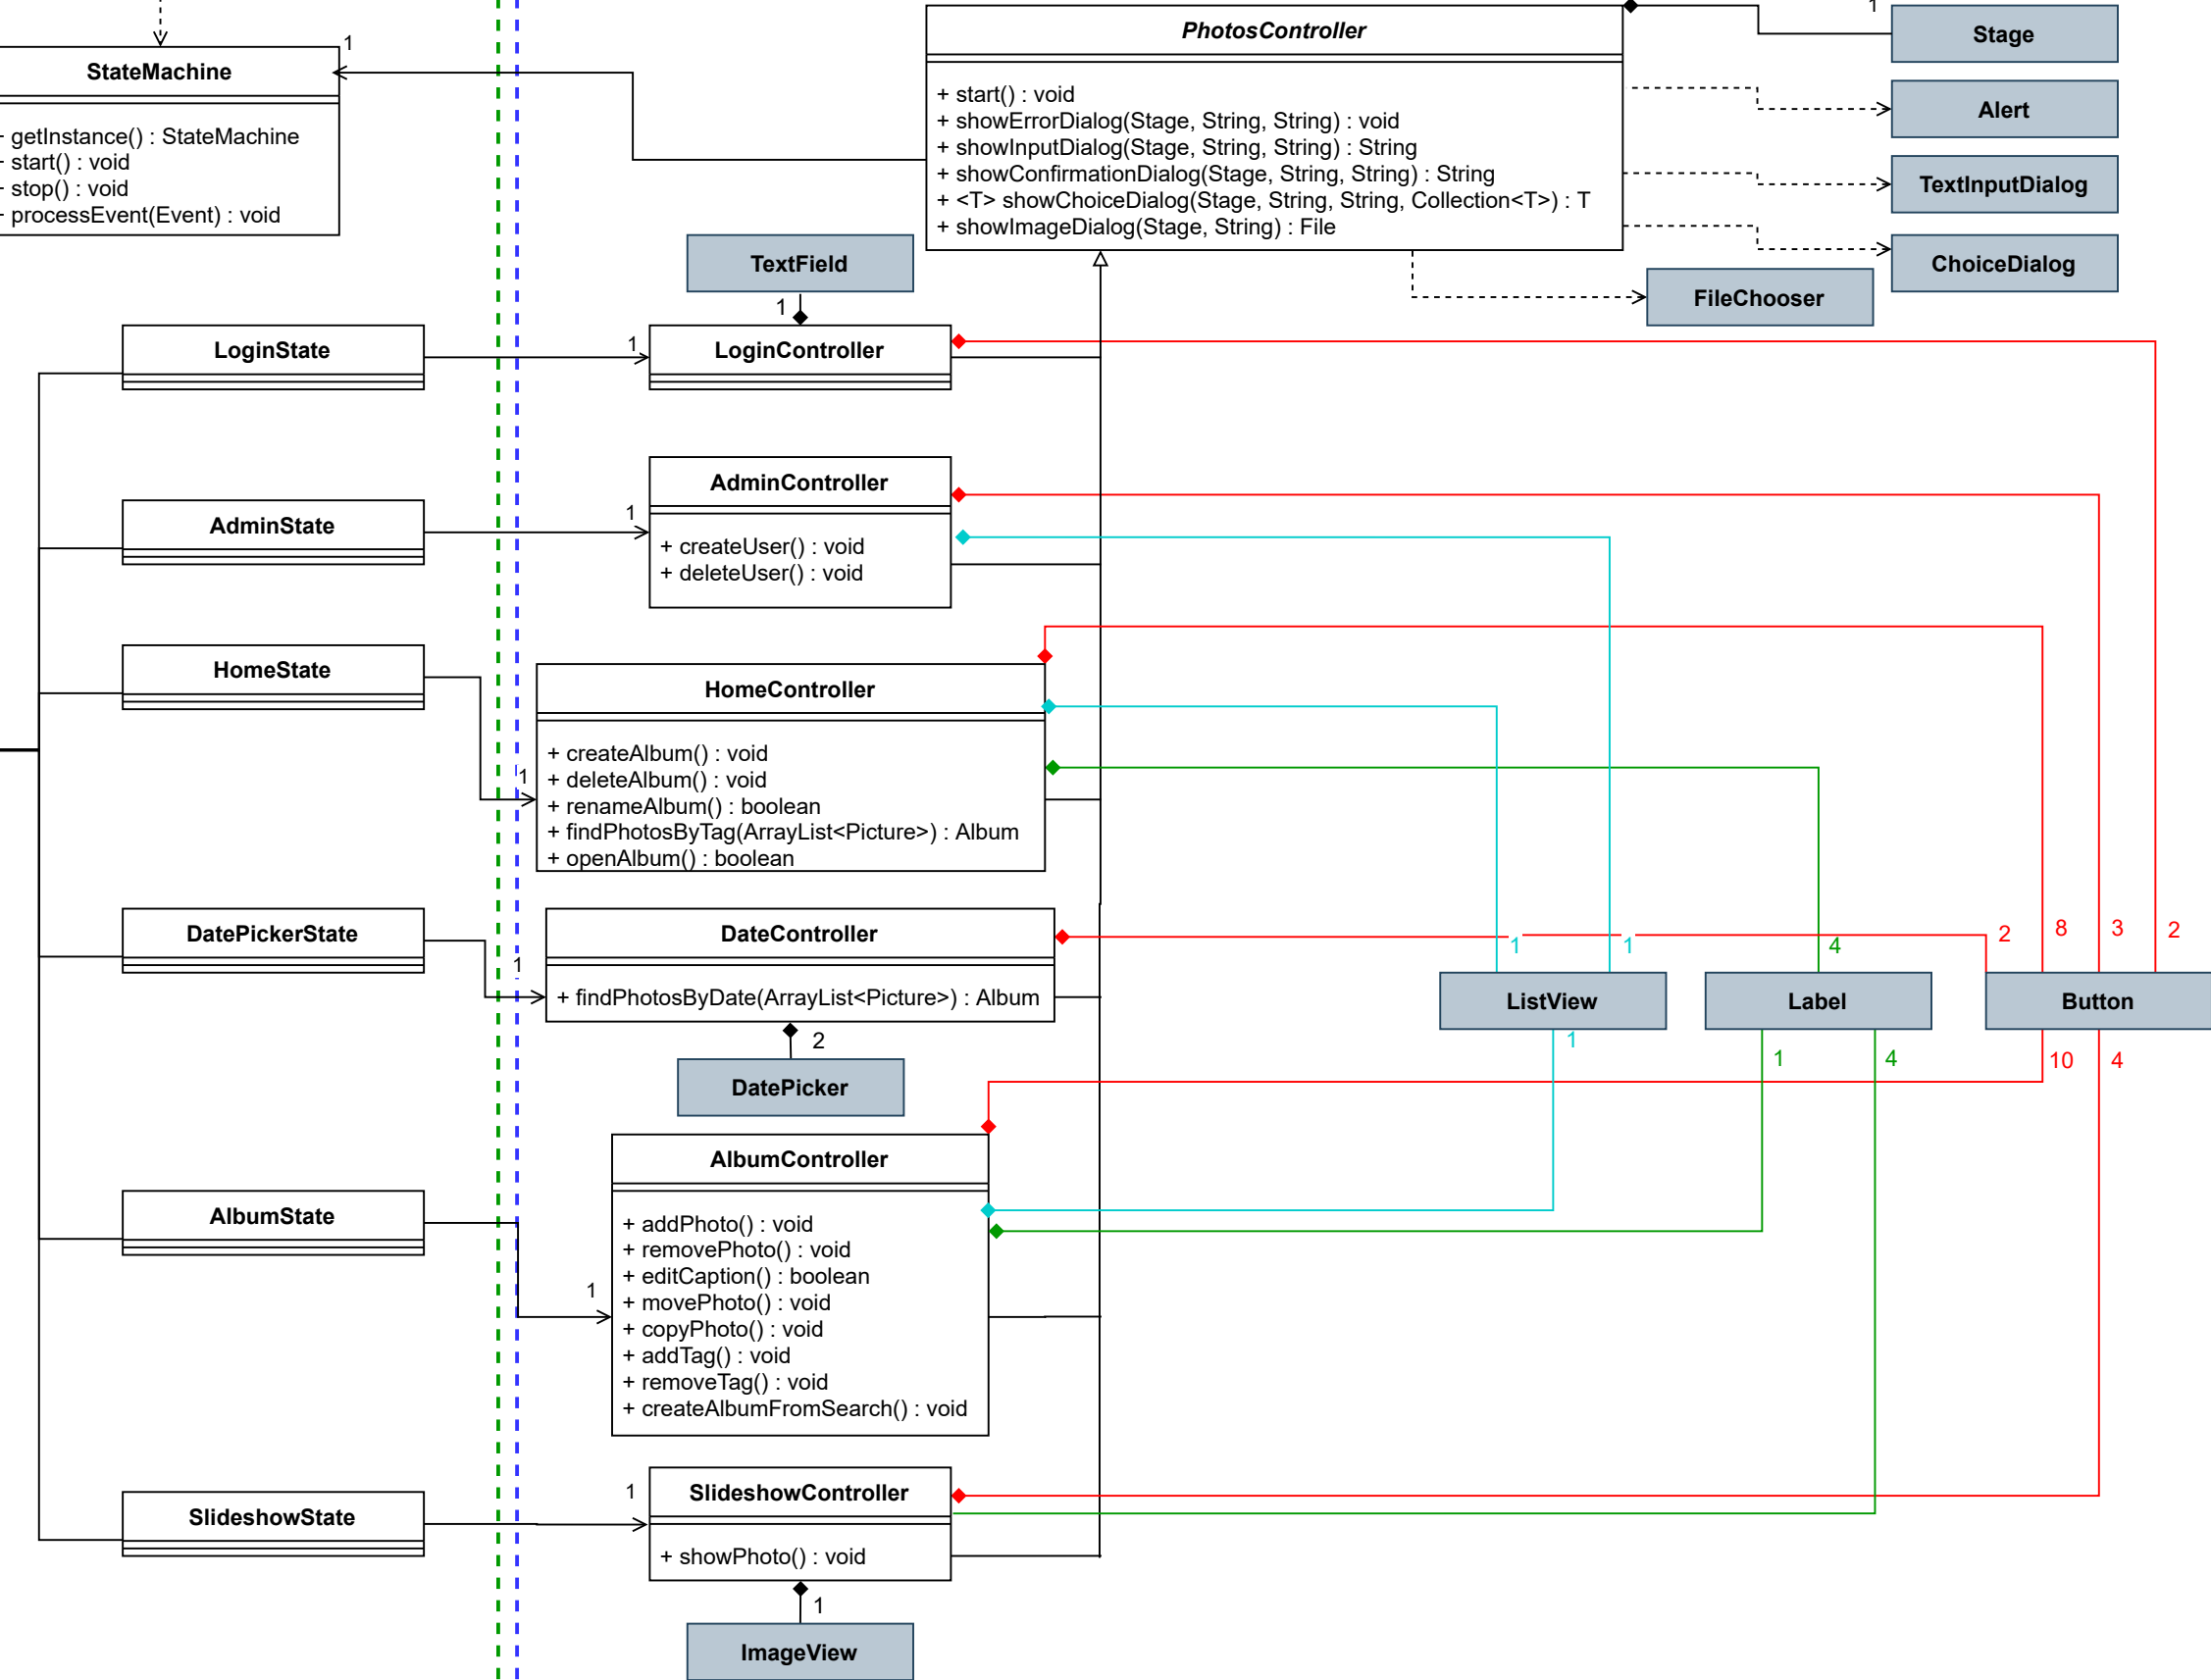 1
PhotosController
Stage
1
StateMachine
+ start() : void
+ showErrorDialog(Stage, String, String) : void
+ showInputDialog(Stage, String, String) : String
+ showConfirmationDialog(Stage, String, String) : String
+ <T> showChoiceDialog(Stage, String, String, Collection<T>) : T
+ showImageDialog(Stage, String) : File
Alert
+ getInstance() : StateMachine
+ start() : void
+ stop() : void
+ processEvent(Event) : void
TextInputDialog
TextField
ChoiceDialog
FileChooser
1
LoginState
1
LoginController
AdminState
1
AdminController
+ createUser() : void
+ deleteUser() : void
HomeState
1
HomeController
+ createAlbum() : void
+ deleteAlbum() : void
+ renameAlbum() : boolean
+ findPhotosByTag(ArrayList<Picture>) : Album
+ openAlbum() : boolean
DatePickerState
1
DateController
+ findPhotosByDate(ArrayList<Picture>) : Album
1
1
4
2
8
3
2
ListView
Label
Button
2
DatePicker
1
1
4
10
4
AlbumState
1
AlbumController
+ addPhoto() : void
+ removePhoto() : void
+ editCaption() : boolean
+ movePhoto() : void
+ copyPhoto() : void
+ addTag() : void
+ removeTag() : void
+ createAlbumFromSearch() : void
SlideshowState
1
SlideshowController
+ showPhoto() : void
1
ImageView